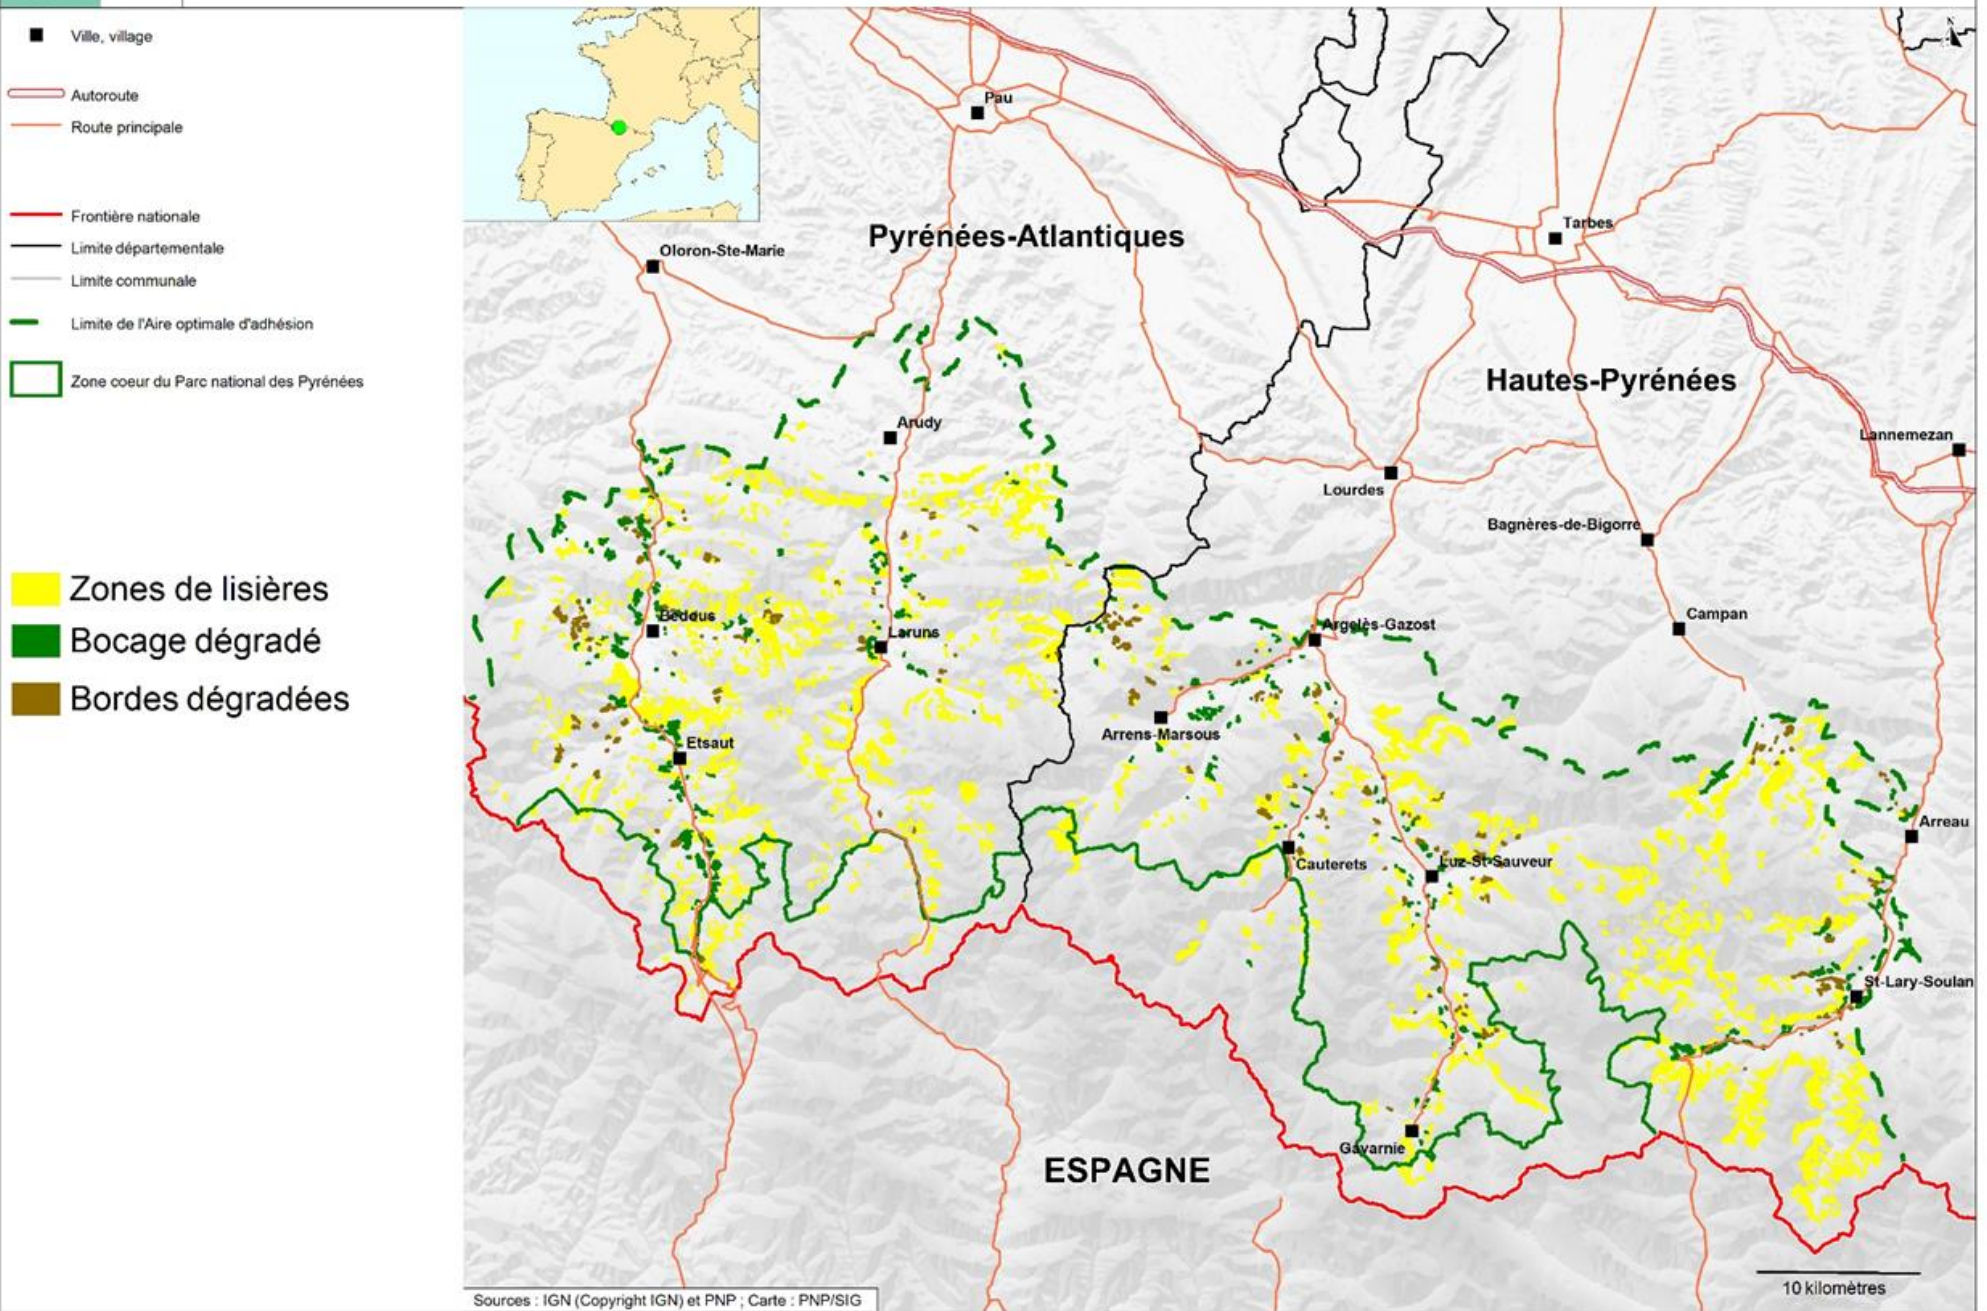 Ville, village
Autoroute
Route principale
Frontière nationale
Limite départementale
Limite communale
Limite de l'Aire optimale d'adhésion
Zone coeur du Parc national des Pyrénées
Zones de lisières
Bocage dégradé
Bordes dégradées
N
Pau
Tarbes
Pyrénées-Atlantiques
Oloron-Ste-Marie
Hautes-Pyrénées
Arudy
Lannemezan
Lourdes
Bagnères-de-Bigorre
Bedous
Laruns
Argelès-Gazost
Campan
Arrens-Marsous
Etsaut
Arreau
Cauterets
Luz-St-Sauveur
St-Lary-Soulan
Gavarnie
ESPAGNE
10 kilomètres
Sources : IGN (Copyright IGN) et PNP ; Carte : PNP/SIG